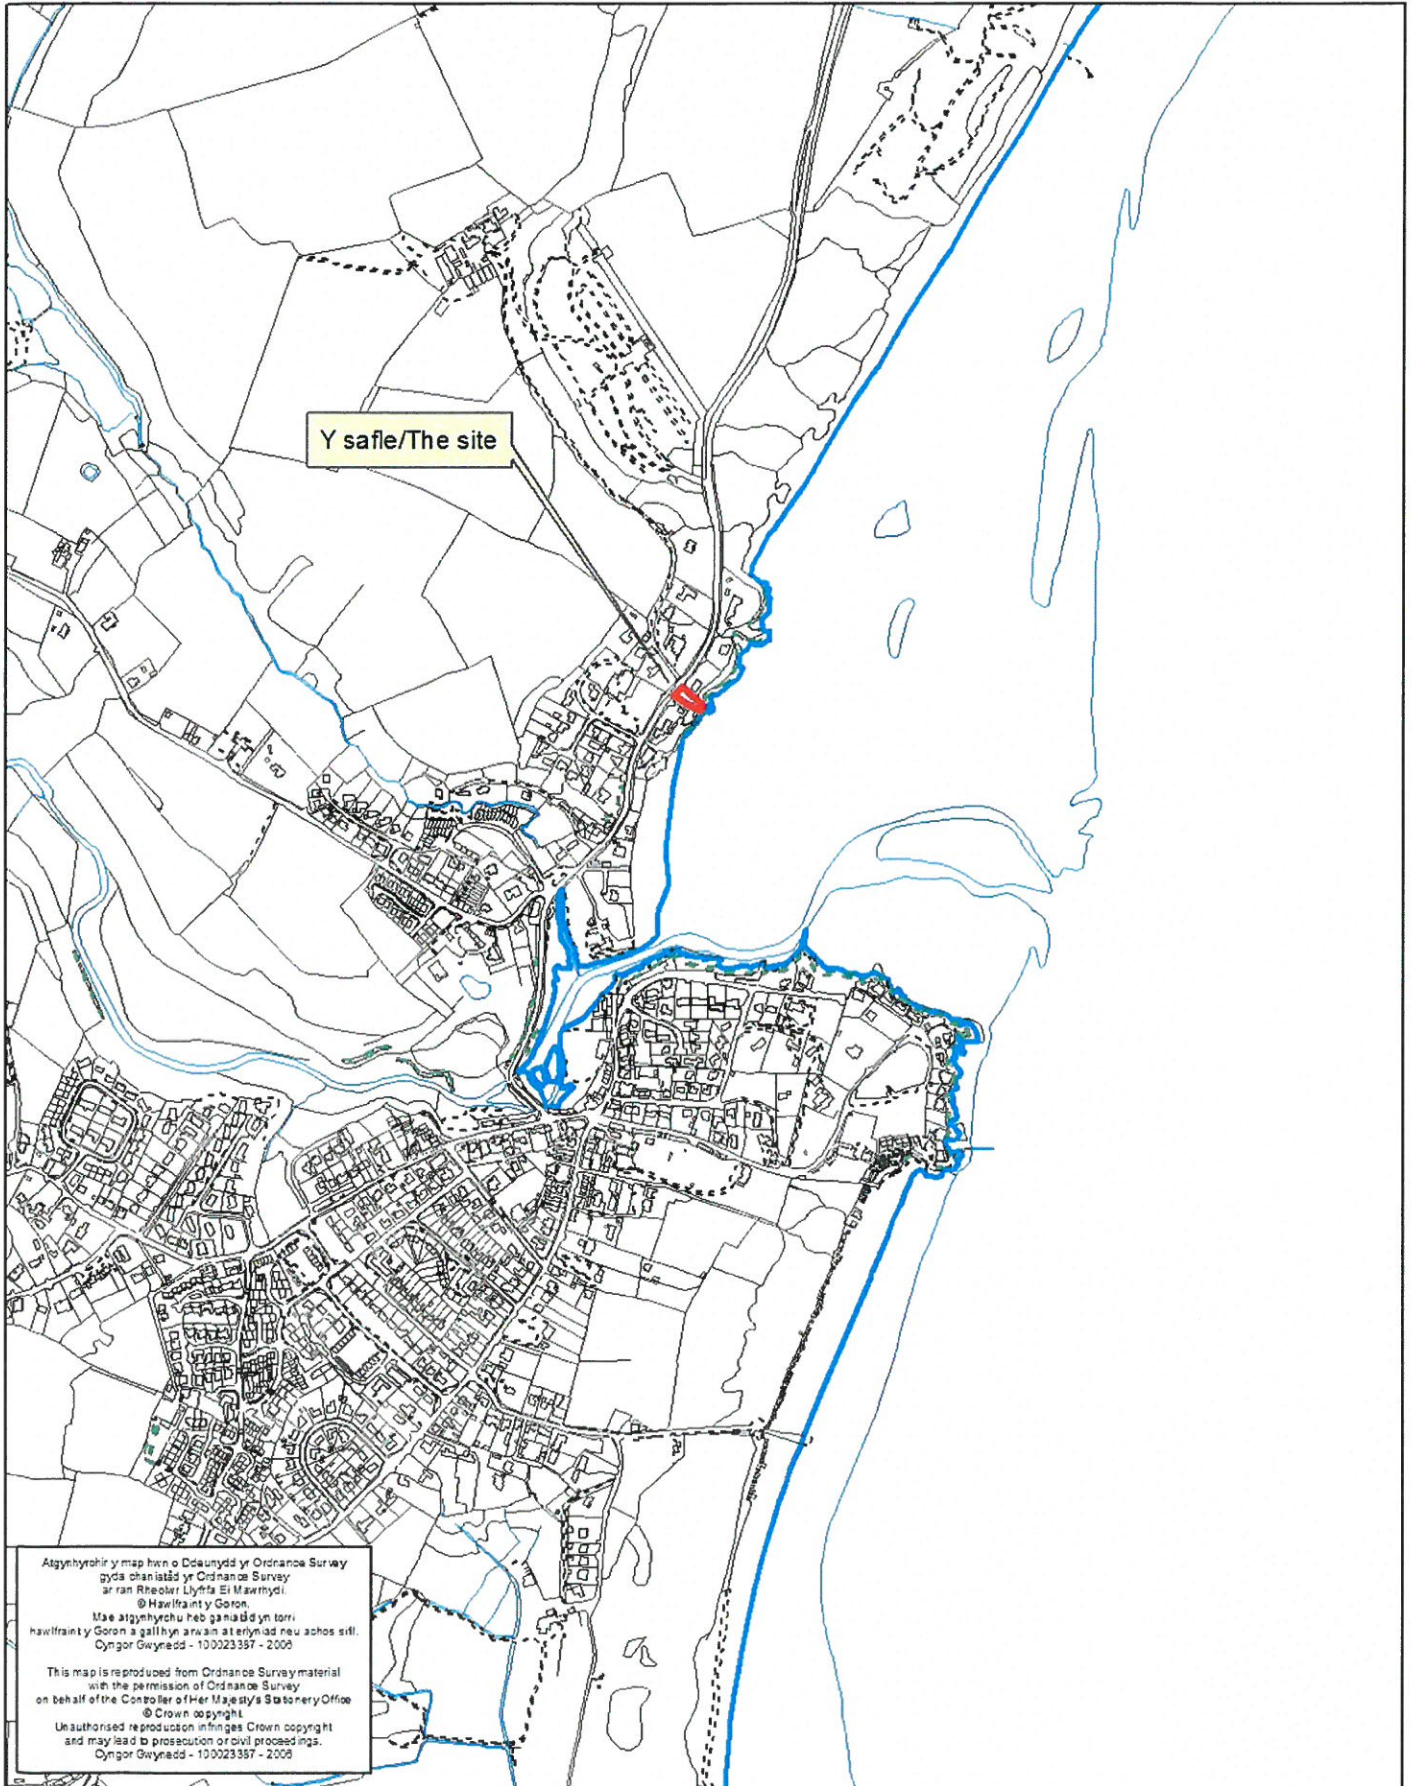 Y safle/The site
Atgynhyrchir y map hwn o Ddeunydd yr Ordnance Survey
gyda chaniatâd yr Ordnance Survey
ar ran Rheolwr Llyfrfa Ei Mawrhydi.
© Hawlfraint y Goron.
Mae atgynhyrchu heb ganiatâd yn torri
hawlfraint y Goron a gall hyn arwain at erlyniad neu achos sifil.
Cyngor Gwynedd - 100023387 - 2006
This map is reproduced from Ordnance Survey material
with the permission of Ordnance Survey
on behalf of the Controller of Her Majesty's Stationery Office
© Crown copyright.
Unauthorised reproduction infringes Crown copyright
and may lead to prosecution or civil proceedings.
Cyngor Gwynedd - 100023387 - 2006